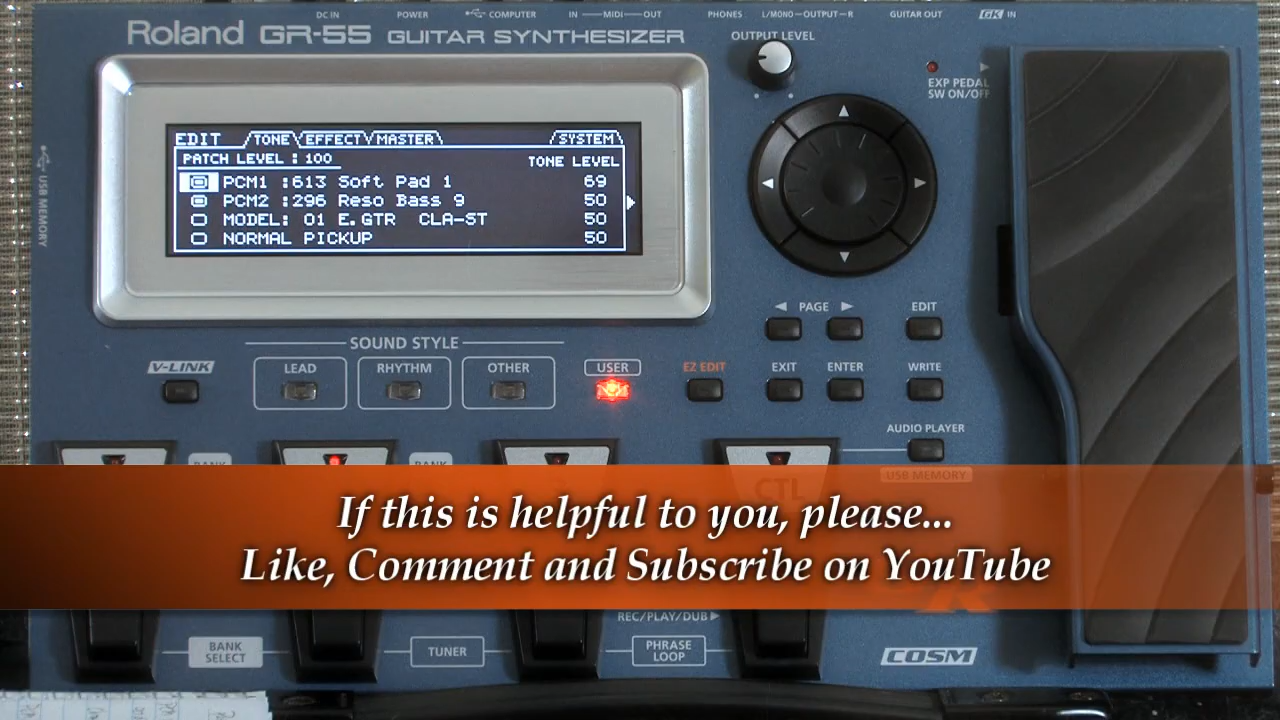 DC IN POWER COMPUTER IN MIDI OUT PHONES L/MONO OUTPUT R GUITAR OUT GK IN
Roland GR-55 GUITAR SYNTHESIZER
OUTPUT LEVEL
EXP PEDAL
SW ON/OFF
USB MEMORY
EDIT TONE EFFECT MASTER SYSTEM
PATCH LEVEL : 100 TONE LEVEL
PCM1 :613 Soft Pad 1 69
PCM2 :296 Reso Bass 9 50
MODEL: 01 E.GTR CLA-ST 50
NORMAL PICKUP 50
PAGE EDIT
SOUND STYLE
V-LINK LEAD RHYTHM OTHER USER EZ EDIT EXIT ENTER WRITE
AUDIO PLAYER
BANK BANK
USB MEMORY
CTL
If this is helpful to you, please...
Like, Comment and Subscribe on YouTube
REC/PLAY/DUB
BANK
SELECT
TUNER
PHRASE
LOOP
COSM